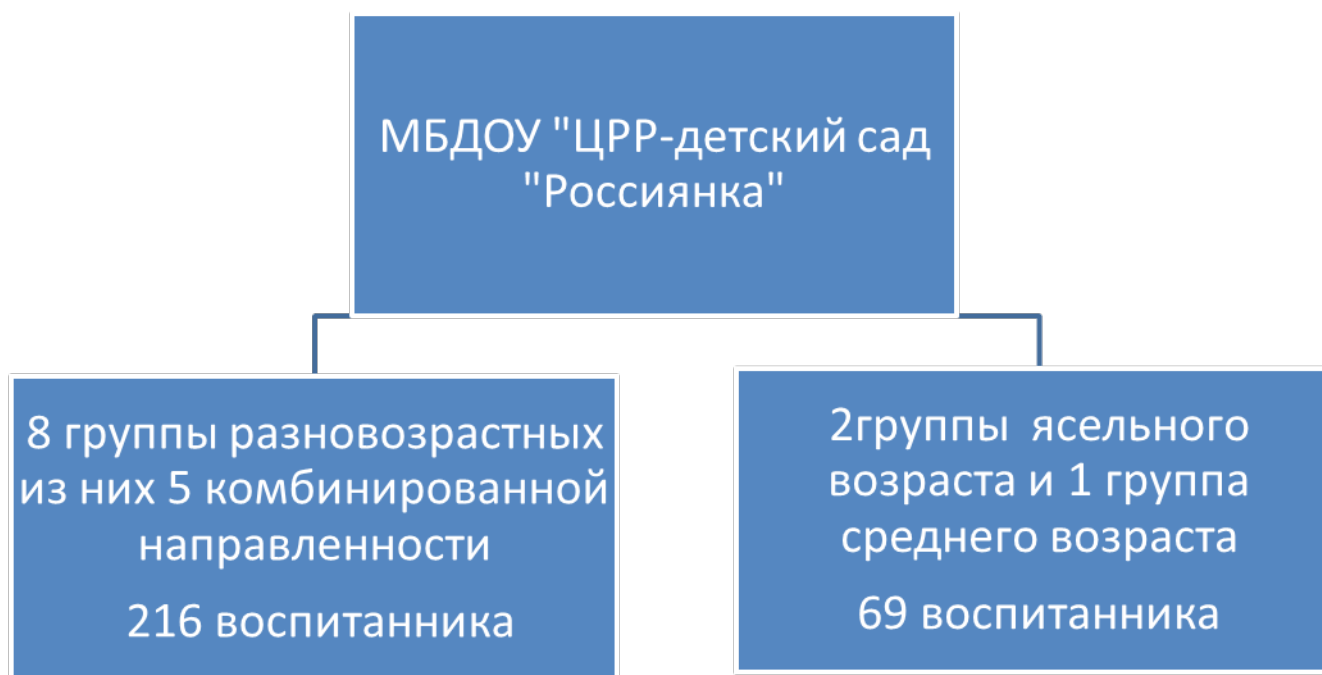 МБДОУ "ЦРР-детский сад
"Россиянка"
8 группы разновозрастных
из них 5 комбинированной
направленности
216 воспитанника
2группы ясельного
возраста и 1 группа
среднего возраста
69 воспитанника